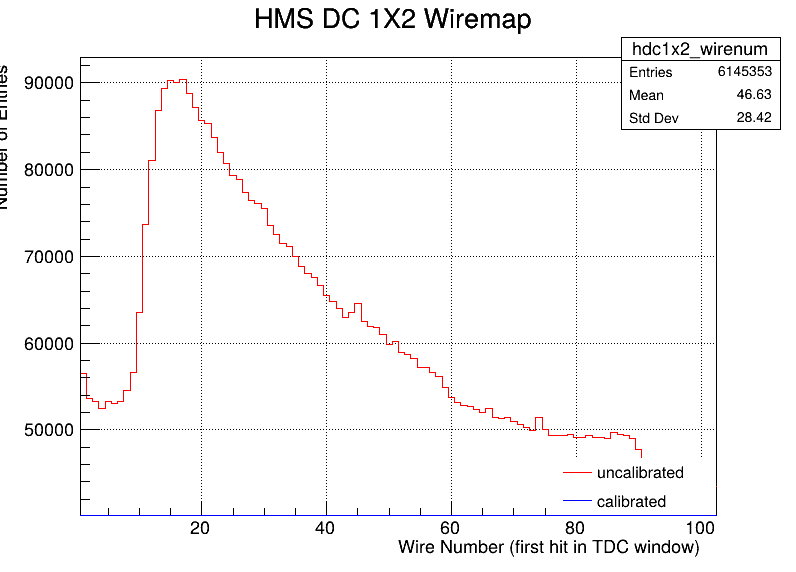 HMS DC 1X2 Wiremap
hdc1x2_wirenum
Entries 6145353
Mean 46.63
Std Dev 28.42
Number of Entries
90000
80000
70000
60000
50000
uncalibrated
calibrated
20 40 60 80 100
Wire Number (first hit in TDC window)